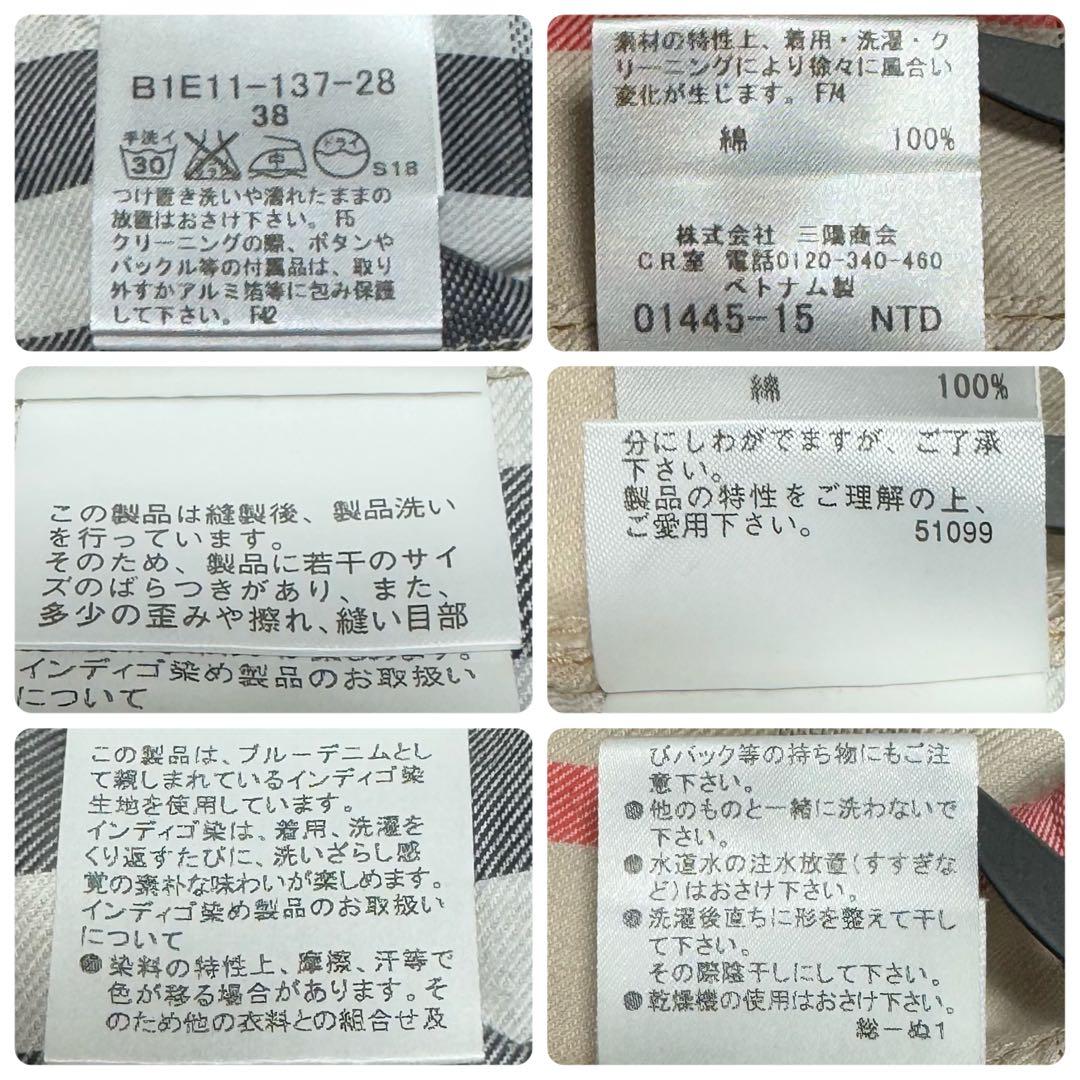 B1E11-137-28
38
手洗イ
30
エンソサラシ
中
ドライ
S18
つけ置き洗いや濡れたままの
放置はおさけ下さい。 F5
クリーニングの際、ボタンや
バックル等の付属品は、取り
外すかアルミ箔等に包み保護
して下さい。 F42
素材の特性上、着用・洗濯・ク
リーニングにより徐々に風合い
変化が生じます。 F74
綿 100%
株式会社 三陽商会
CR室 電話0120-340-460
ベトナム製
01445-15 NTD
この製品は縫製後、製品洗い
を行っています。
そのため、製品に若干のサイ
ズのばらつきがあり、また、
多少の歪みや擦れ、縫い目部
インディゴ染め製品のお取扱い
について
綿 100%
分にしわがでますが、ご了承
下さい。
製品の特性をご理解の上、
ご愛用下さい。 51099
この製品は、ブルーデニムとし
て親しまれているインディゴ染
生地を使用しています。
インディゴ染は、着用、洗濯を
くり返すたびに、洗いざらし感
覚の素朴な味わいが楽しめます。
インディゴ染め製品のお取扱い
について
●染料の特性上、摩擦、汗等で
色が移る場合があります。そ
のため他の衣料との組合せ及
びバック等の持ち物にもご注
意下さい。
●他のものと一緒に洗わないで
下さい。
●水道水の注水放置(すすぎな
ど)はおさけ下さい。
●洗濯後直ちに形を整えて干し
て下さい。
その際陰干しにして下さい。
●乾燥機の使用はおさけ下さい。
総ーぬ1